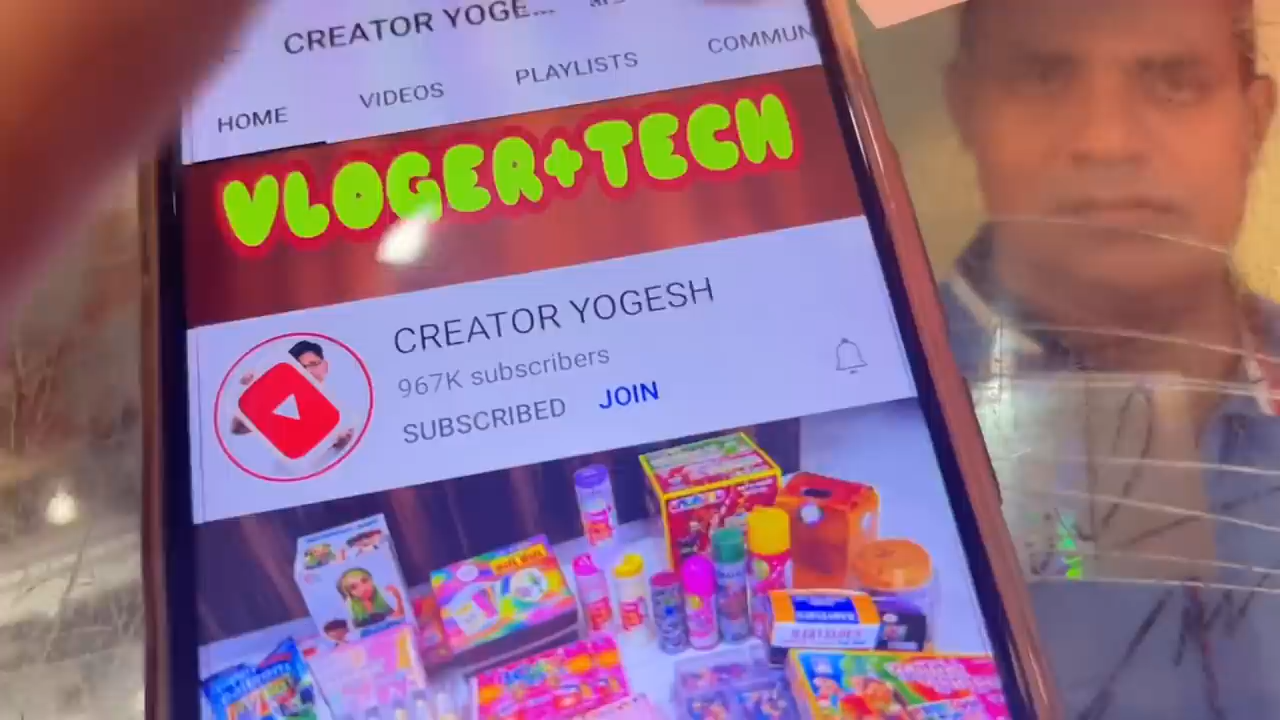 CREATOR YOGE...
HOME VIDEOS PLAYLISTS COMMUN
VLOGER+TECH
CREATOR YOGESH
967K subscribers
SUBSCRIBED JOIN